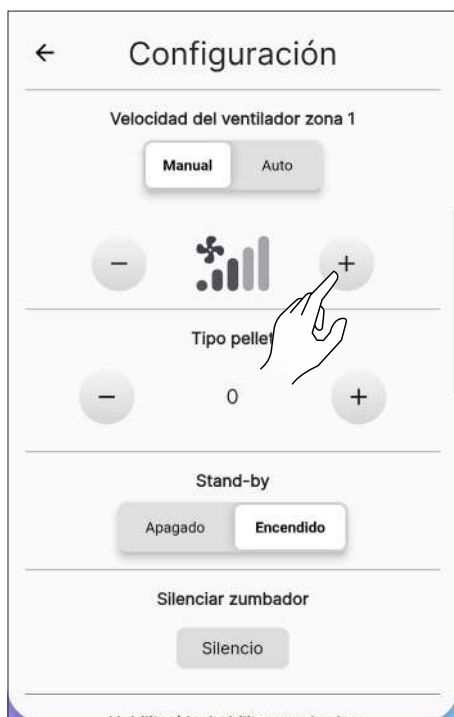 Configuración
Velocidad del ventilador zona 1
Manual Auto
Tipo pellet
0
Stand-by
Apagado Encendido
Silenciar zumbador
Silencio